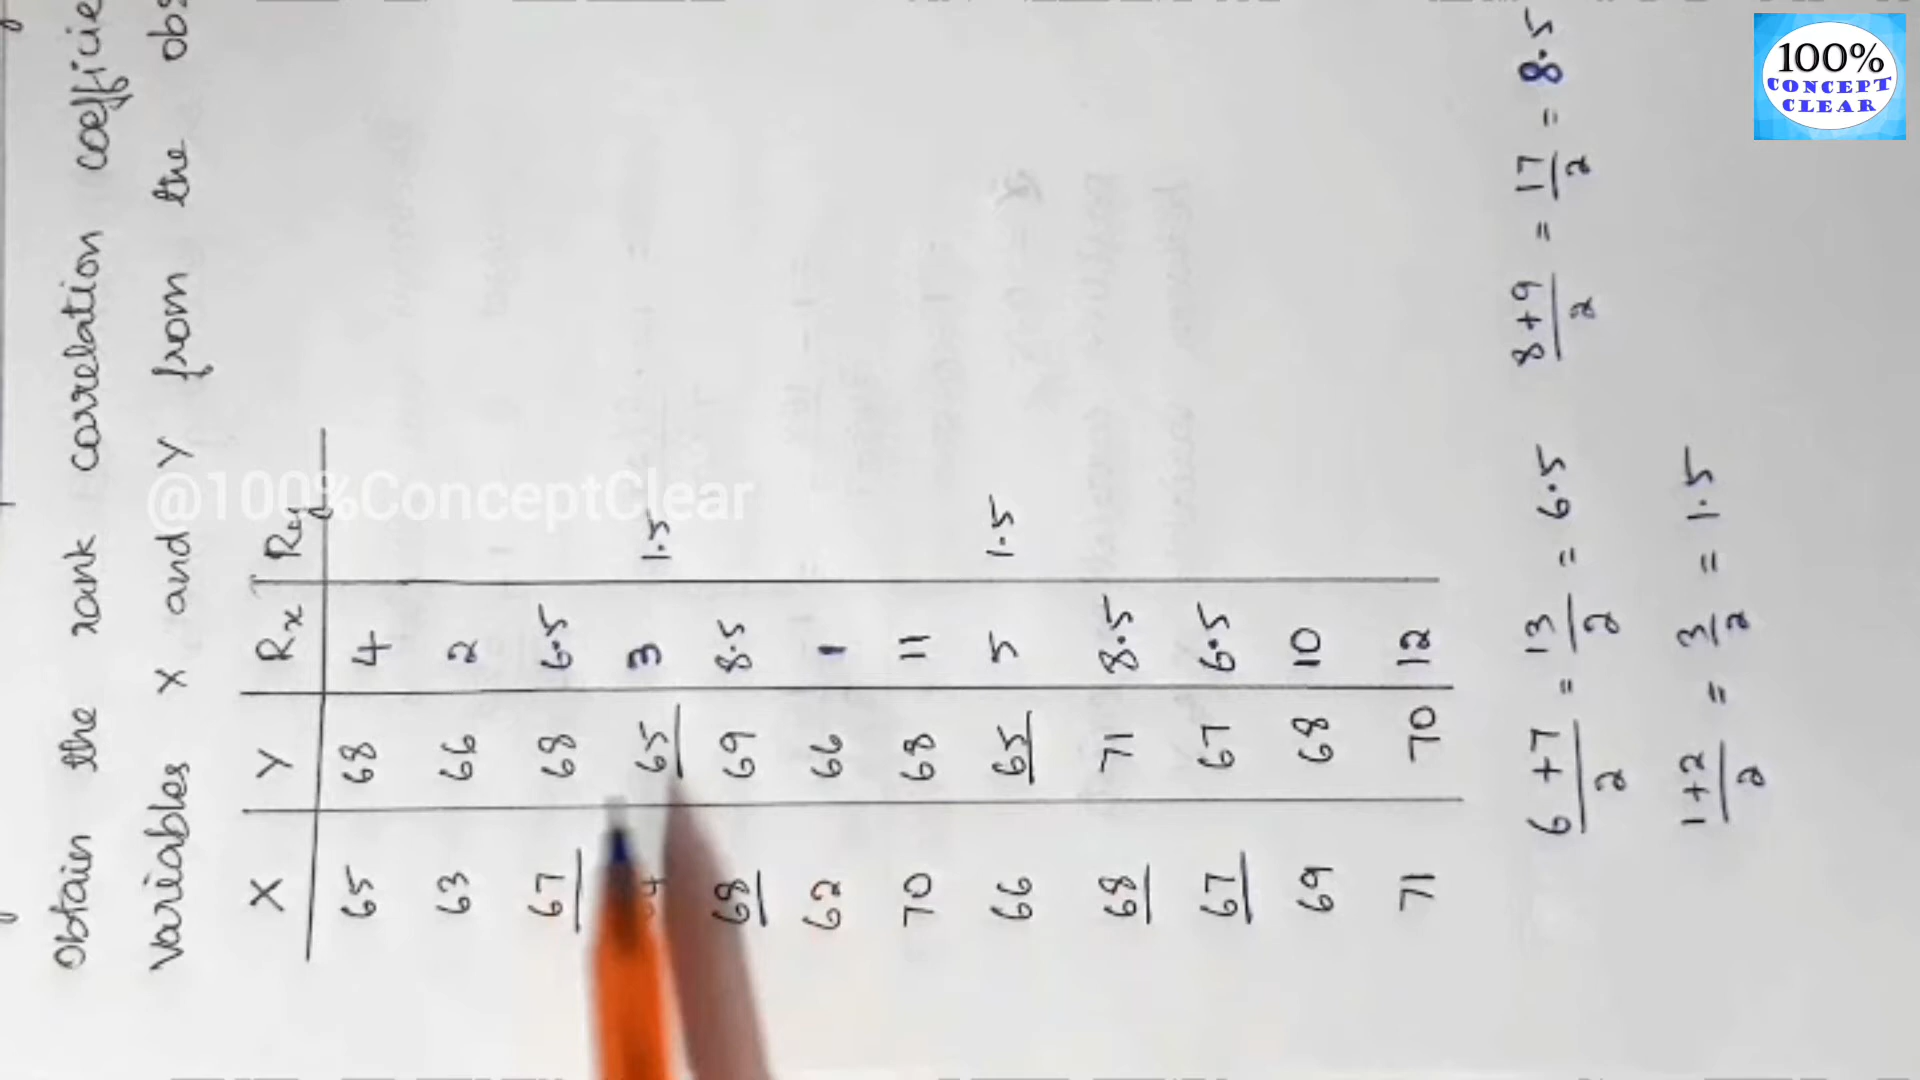 Obtain the rank correlation
variables X and Y from the
X Y Rx Ry
65 68 4
63 66 2
67 68 6.5
65 3 1.5
68 69 8.5
62 66 1
70 68 11
66 65 5 1.5
68 71 8.5
67 67 6.5
69 68 10
71 70 12
6+7/2 = 13/2 = 6.5 8+9/2 = 17/2 = 8.5
1+2/2 = 3/2 = 1.5
@100%ConceptClear
100%
CONCEPT
CLEAR